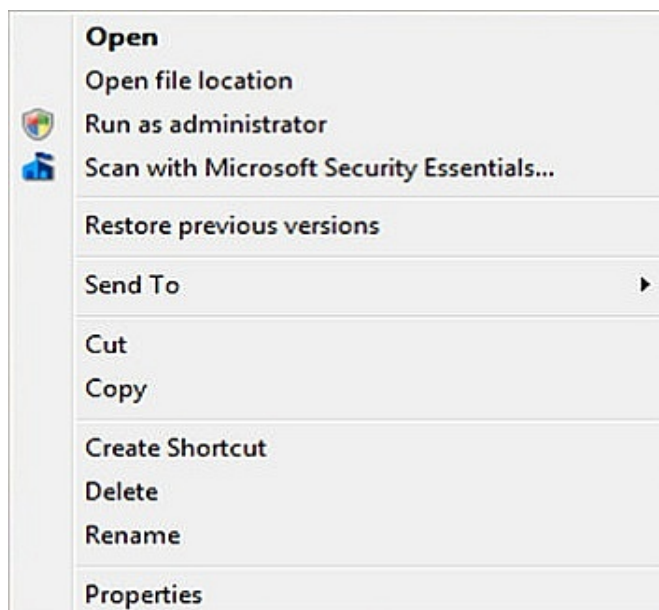 Open
Open file location
Run as administrator
Scan with Microsoft Security Essentials...
Restore previous versions
Send To
Cut
Copy
Create Shortcut
Delete
Rename
Properties